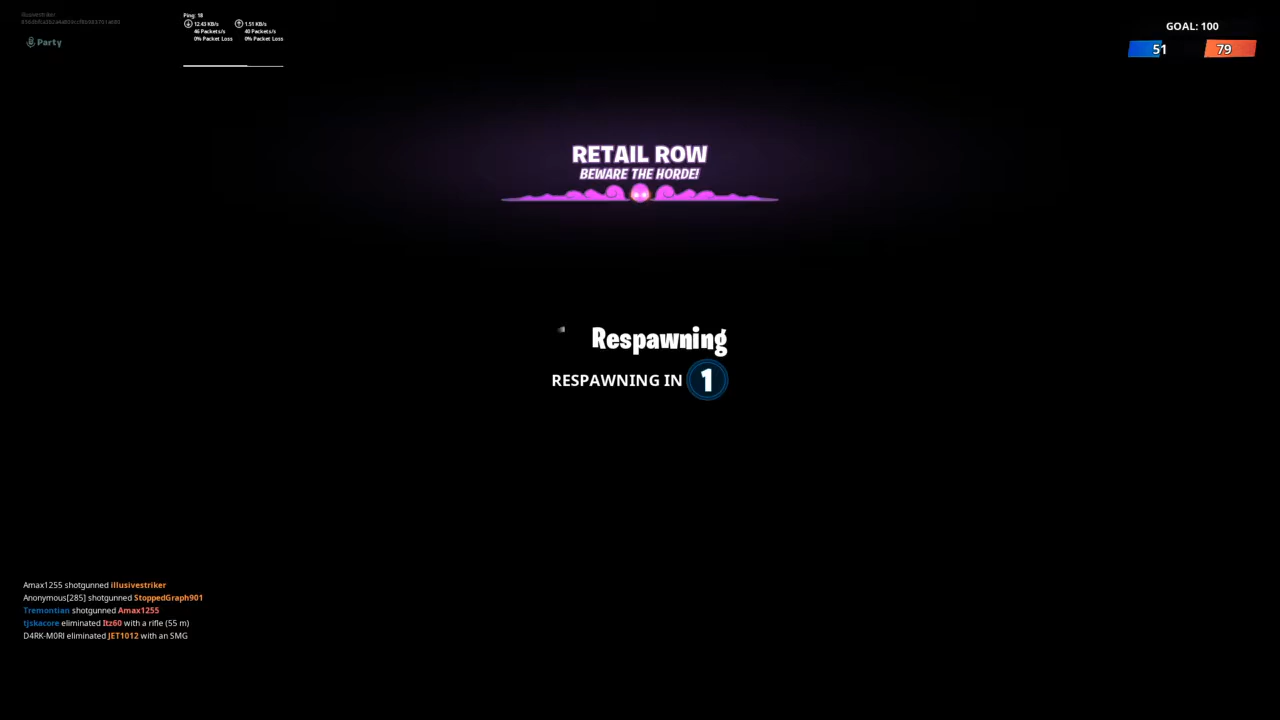 illusivestriker
Party
Ping: 18
12.43 KB/s
1.51 KB/s
46 Packets/s
40 Packets/s
0% Packet Loss
0% Packet Loss
GOAL: 100
51
79
RETAIL ROW
BEWARE THE HORDE!
Respawning
RESPAWNING IN 1
Amax1255 shotgunned illusivestriker
Anonymous[285] shotgunned StoppedGraph901
Tremontian shotgunned Amax1255
tjskacore eliminated Itz60 with a rifle (55 m)
D4RK-M0RI eliminated JET1012 with an SMG